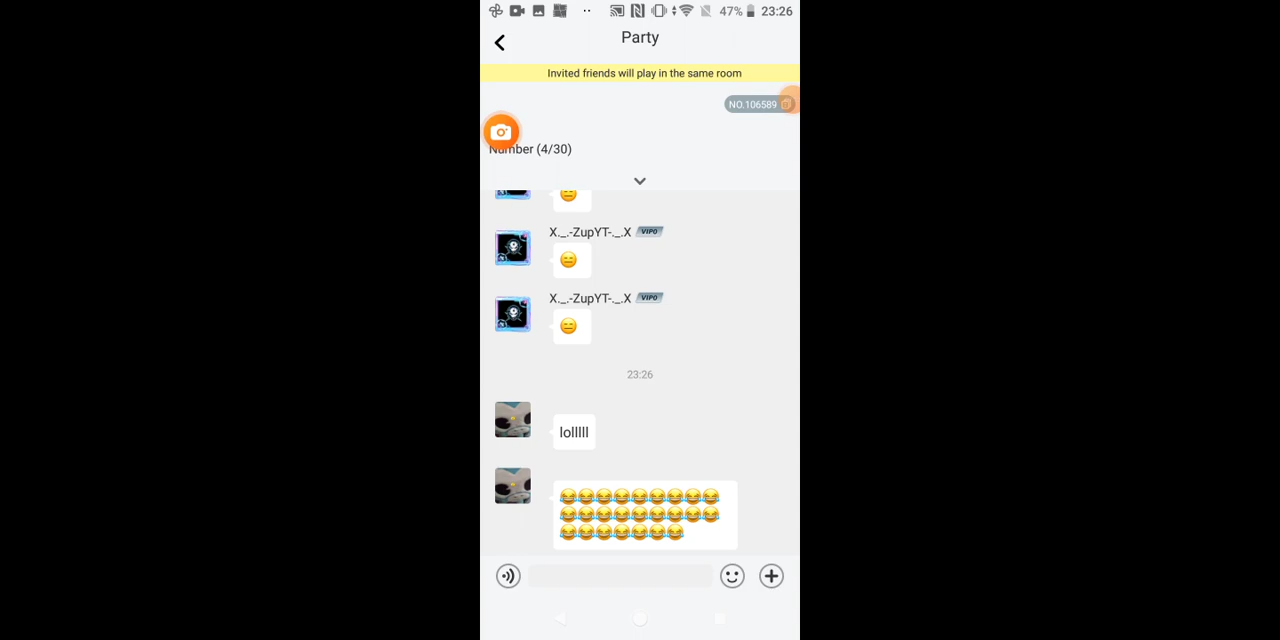 47% 23:26
Party
Invited friends will play in the same room
NO.106589
Number (4/30)
X._.-ZupYT-._.X VIP0
X._.-ZupYT-._.X VIP0
23:26
lolllll